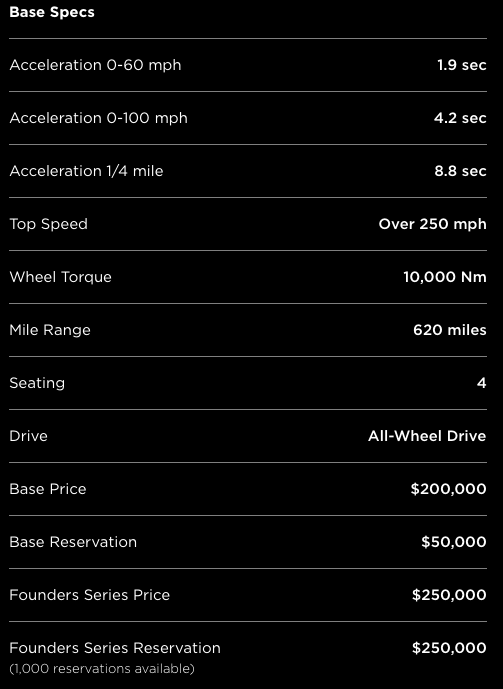 Base Specs
Acceleration 0-60 mph 1.9 sec
Acceleration 0-100 mph 4.2 sec
Acceleration 1/4 mile 8.8 sec
Top Speed Over 250 mph
Wheel Torque 10,000 Nm
Mile Range 620 miles
Seating 4
Drive All-Wheel Drive
Base Price $200,000
Base Reservation $50,000
Founders Series Price $250,000
Founders Series Reservation $250,000
(1,000 reservations available)